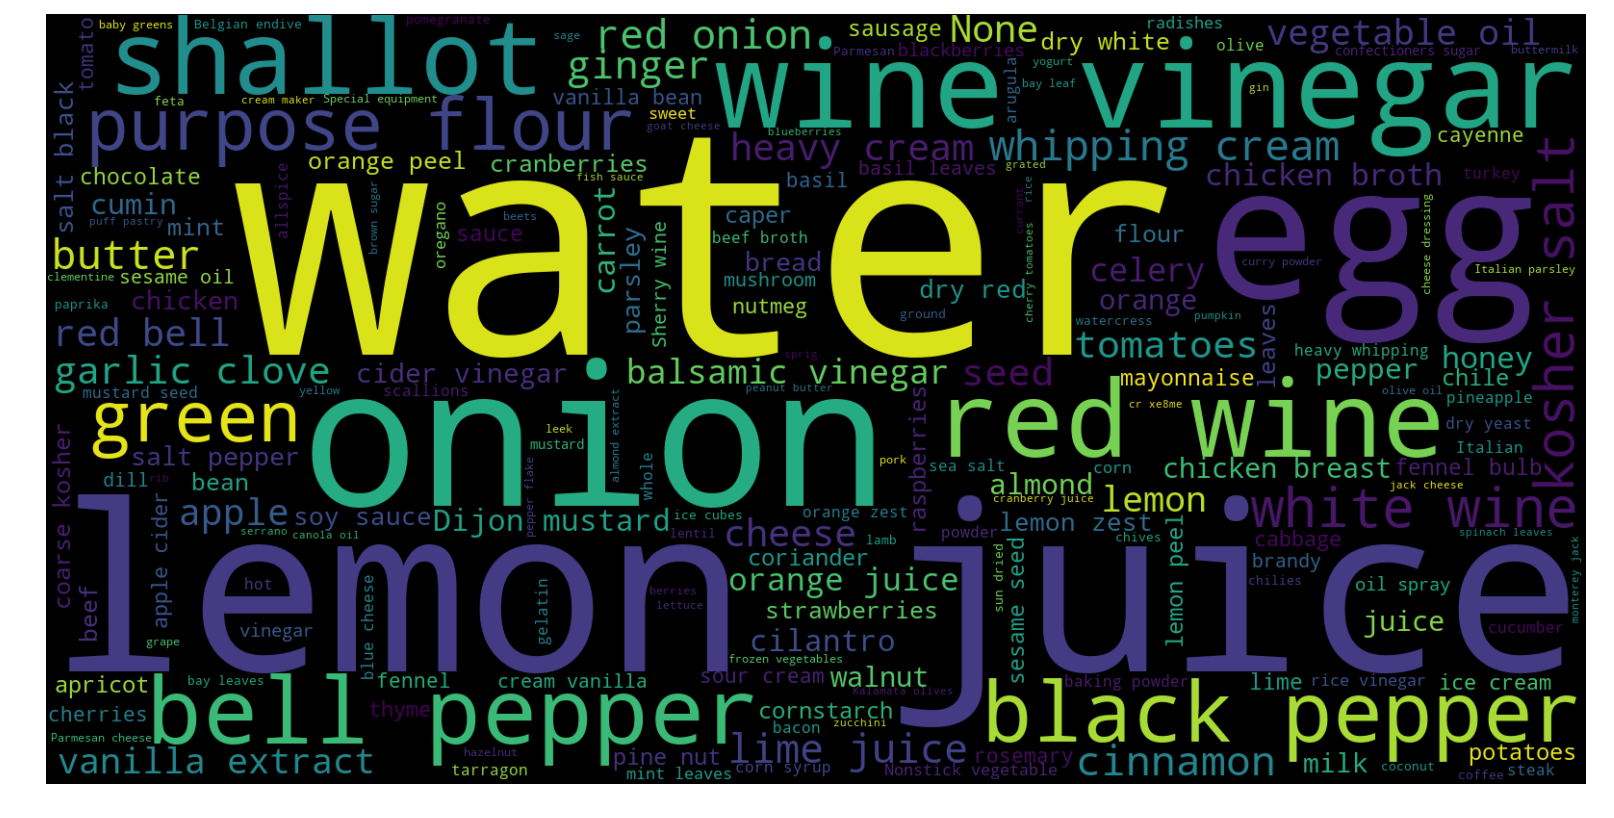 baby greens
Belgian endive
pomegranate
tomato
shallot
sage
red onion
sausage
None
dry white
radishes
olive
vegetable oil
Parmesan
blackberries
confectioners sugar
buttermilk
ginger
wine vinegar
yogurt
bay leaf
gin
arugula
salt black
feta
cream maker
Special equipment
vanilla bean
sweet
goat cheese
purpose flour
blueberries
cayenne
heavy cream
whipping cream
kosher salt
orange peel
cranberries
basil leaves
grated
chocolate
allspice
fish sauce
basil
chicken broth
turkey
cumin
mint
puff pastry
brown sugar
water
egg
oregano
sauce
beets
carrot
parsley
Sherry wine
caper
beef broth
rice
currant
cherry tomatoes
flour
butter
clementine
sesame oil
bread
mushroom
celery
curry powder
cheese dressing
Italian parsley
paprika
chicken
nutmeg
dry red
orange
ground
watercress
pumpkin
red bell
tomatoes
leaves
heavy whipping
honey
garlic clove
cider vinegar
sprig
balsamic vinegar
seed
mayonnaise
pepper
chile
mustard seed
yellow
scallions
peanut butter
olive oil
pineapple
green
onion
red wine
cr xe8me
dry yeast
leek
mustard
almond extract
whole
Italian
coarse kosher
salt pepper
pepper flake
pork
raspberries
sea salt
corn
chicken breast
fennel bulb
dill
rib
bean
almond
cranberry juice
lemon
jack cheese
apple
soy sauce
Dijon mustard
ice cubes
orange zest
lemon zest
white wine
serrano
canola oil
lentil
cheese
lamb
powder
chives
cabbage
spinach leaves
beef
apple cider
lemon juice
coriander
sun dried
sesame seed
lemon peel
brandy
monterey jack
hot
blue cheese
gelatin
berries
orange juice
chilies
oil spray
lettuce
strawberries
vinegar
juice
cucumber
grape
cilantro
frozen vegetables
apricot
bay leaves
fennel
cream vanilla
sour cream
walnut
Kalamata olives
baking powder
lime
rice vinegar
ice cream
cherries
bell pepper
thyme
cornstarch
black pepper
bacon
zucchini
Parmesan cheese
hazelnut
pine nut
lime juice
rosemary
potatoes
vanilla extract
tarragon
mint leaves
corn syrup
Nonstick vegetable
cinnamon
milk
coconut
coffee
steak